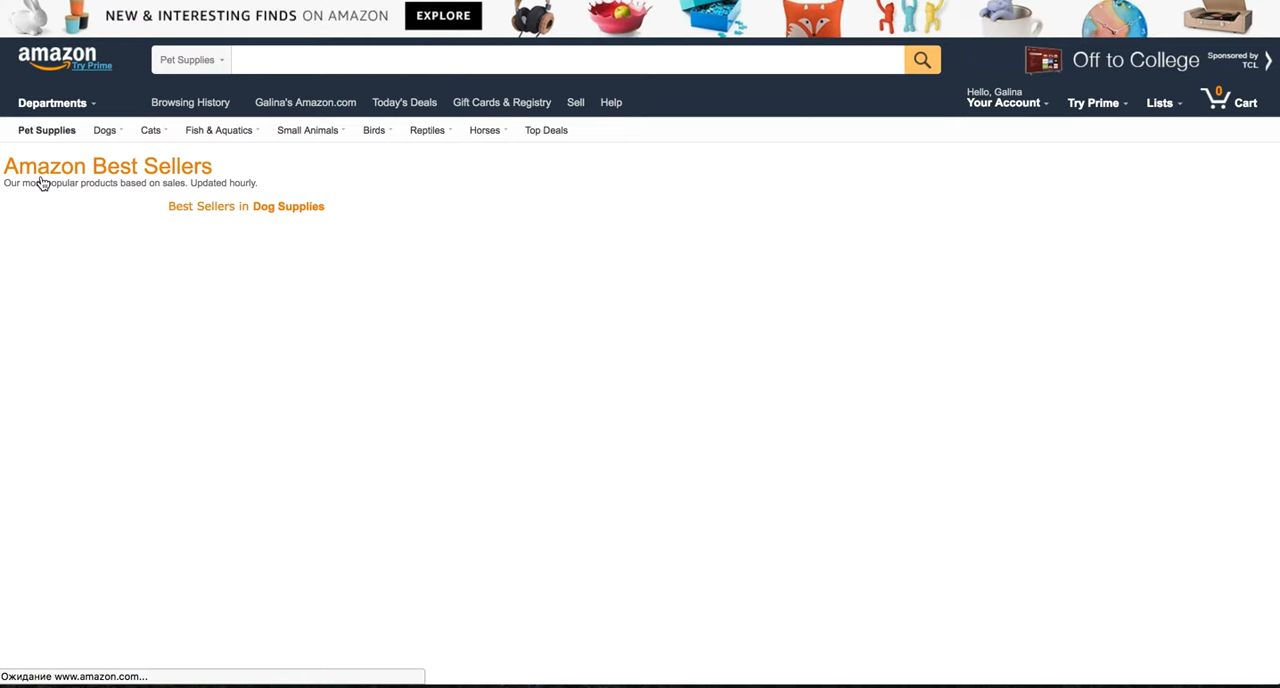 NEW & INTERESTING FINDS ON AMAZON EXPLORE
amazon Try Prime
Pet Supplies
Off to College Sponsored by TCL
Departments Browsing History Galina's Amazon.com Today's Deals Gift Cards & Registry Sell Help
Hello, Galina
Your Account Try Prime Lists 0 Cart
Pet Supplies Dogs Cats Fish & Aquatics Small Animals Birds Reptiles Horses Top Deals
Amazon Best Sellers
Our most popular products based on sales. Updated hourly.
Best Sellers in Dog Supplies
Ожидание www.amazon.com...